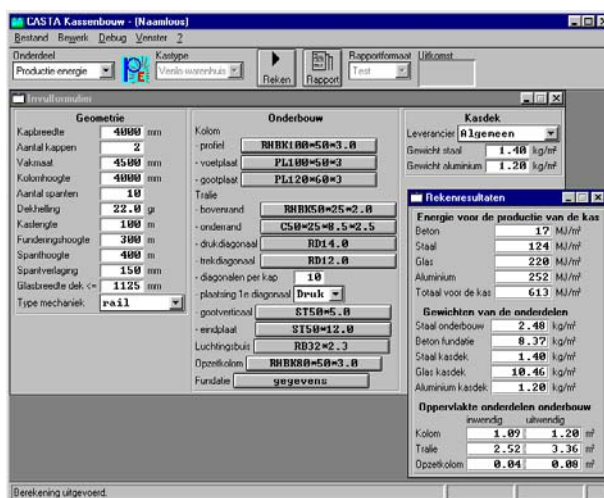 CASTA Kassenbouw - (Naamloos)
Bestand Bewerk Debug Venster ?
Onderdeel Kastype Rapportformaat Uitkomst
Productie energie Venlo warenhuis Reken Rapport Test
Invulformulier
Geometrie
Kapbreedte 4000 mm
Aantal kappen 2
Vakmaat 4500 mm
Kolomhoogte 4000 mm
Aantal spanten 10
Dekhelling 22.0 gr
Kaslengte 100 m
Funderingshoogte 300 m
Spanthoogte 400 m
Spantverlaging 150 mm
Glasbreedte dek <= 1125 mm
Type mechaniek rail
Onderbouw
Kolom
- profiel RHBK100*50*3.0
- voetplaat PL100*50*3
- gootplaat PL120*60*3
Tralie
- bovenrand RHBK50*25*2.0
- onderrand C50*25*8.5*2.5
- drukdiagonaal RD14.0
- trekdiagonaal RD12.0
- diagonalen per kap 10
- plaatsing 1e diagonaal Druk
- gootverticaal ST50*5.0
- eindplaat ST50*12.0
Luchtingsbuis RB32*2.3
Opzetkolom RHBK80*50*3.0
Fundatie gegevens
Kasdek
Leverancier Algemeen
Gewicht staal 1.40 kg/m²
Gewicht aluminium 1.20 kg/m²
Rekenresultaten
Energie voor de productie van de kas
Beton 17 MJ/m²
Staal 124 MJ/m²
Glas 220 MJ/m²
Aluminium 252 MJ/m²
Totaal voor de kas 613 MJ/m²
Gewichten van de onderdelen
Staal onderbouw 2.48 kg/m²
Beton fundatie 8.37 kg/m²
Staal kasdek 1.40 kg/m²
Glas kasdek 10.46 kg/m²
Aluminium kasdek 1.20 kg/m²
Oppervlakte onderdelen onderbouw
inwendig uitwendig
Kolom 1.09 1.20 m²
Tralie 2.52 3.36 m²
Opzetkolom 0.04 0.08 m²
Berekening uitgevoerd.